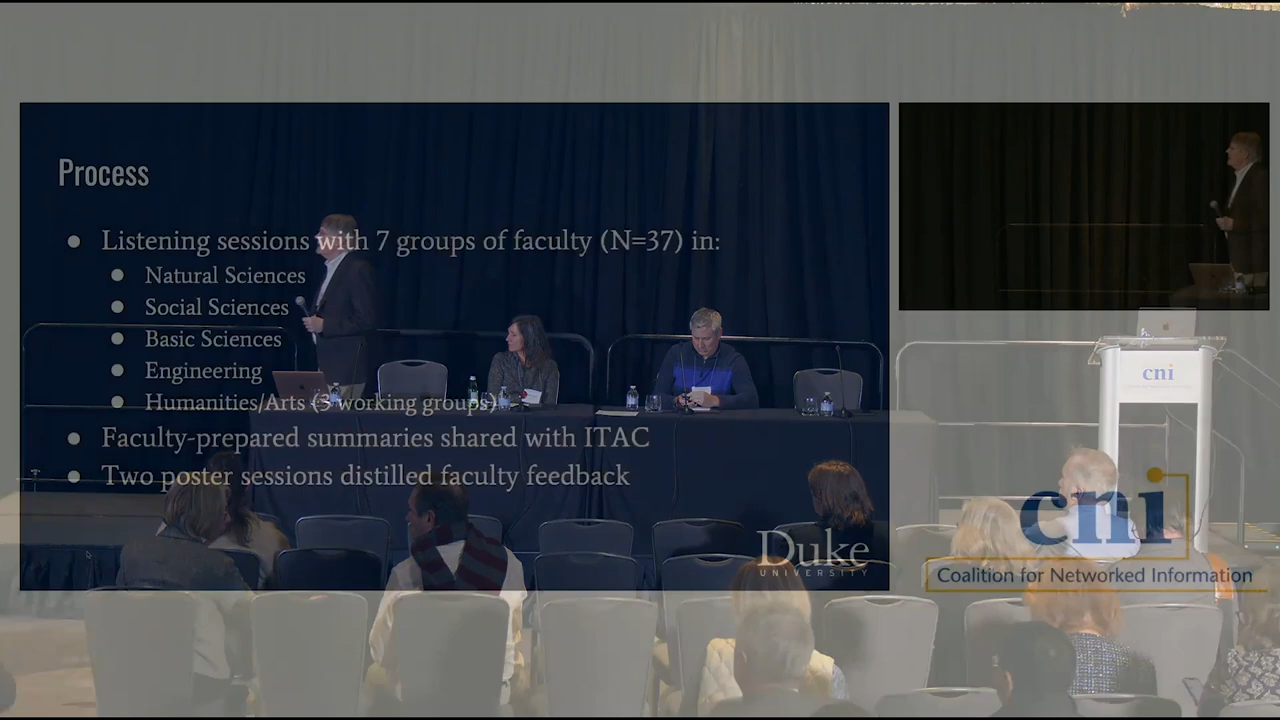 Process
Listening sessions with 7 groups of faculty (N=37) in:
Natural Sciences
Social Sciences
Basic Sciences
Engineering
Humanities/Arts (3 working groups)
Faculty-prepared summaries shared with ITAC
Two poster sessions distilled faculty feedback
Duke
UNIVERSITY
cni
cni
Coalition for Networked Information